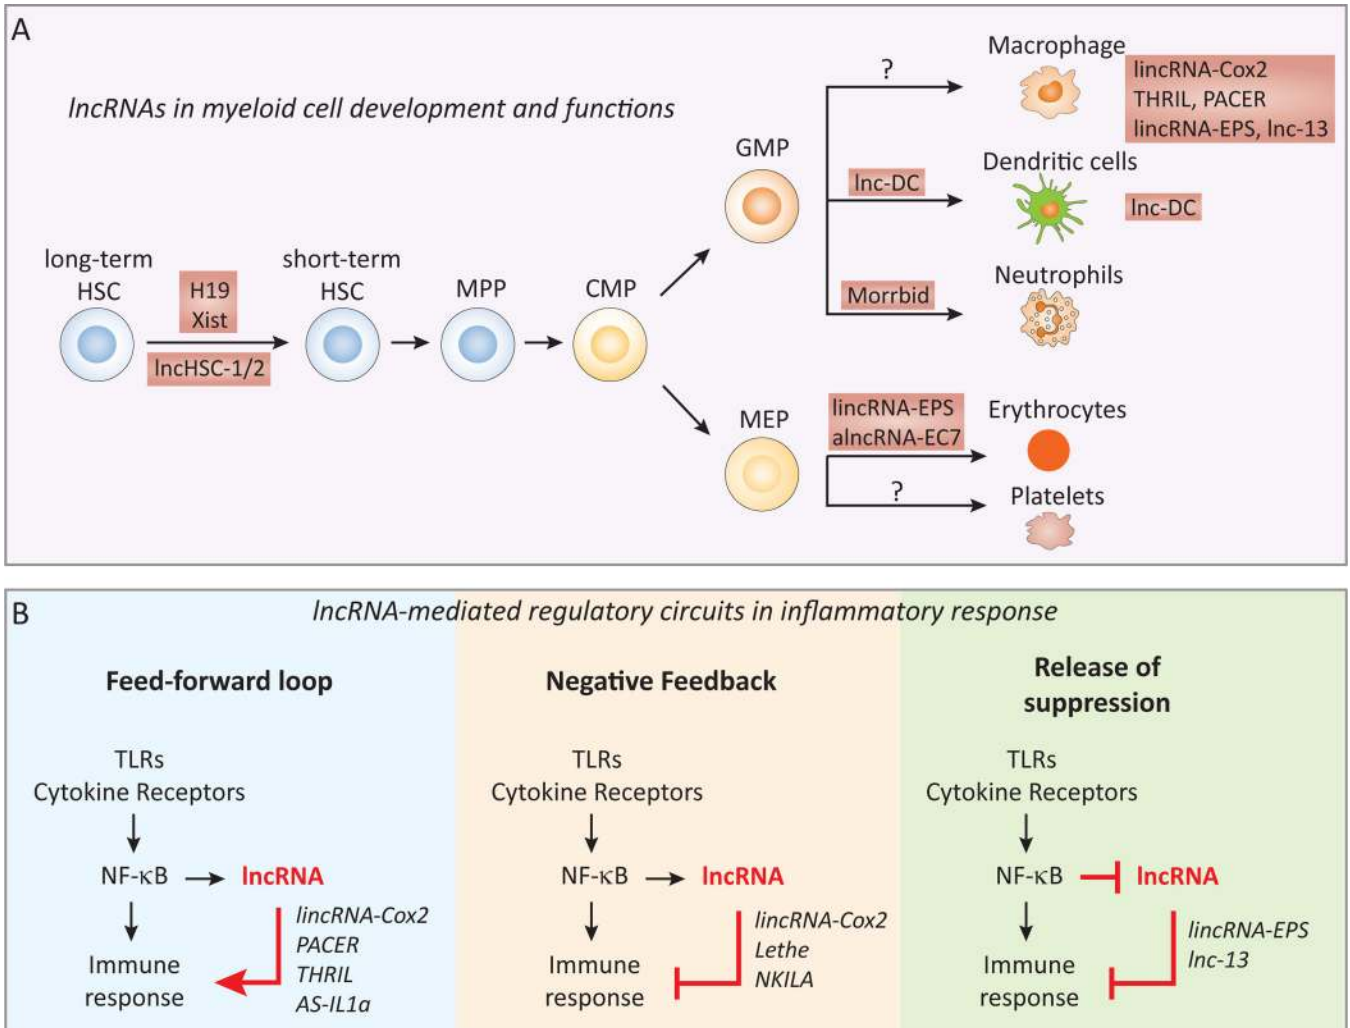 A
lncRNAs in myeloid cell development and functions
long-term
HSC
H19
Xist
lncHSC-1/2
short-term
HSC
MPP
CMP
GMP
MEP
?
lnc-DC
Morrbid
lincRNA-EPS
alncRNA-EC7
?
Macrophage
lincRNA-Cox2
THRIL, PACER
lincRNA-EPS, lnc-13
Dendritic cells
lnc-DC
Neutrophils
Erythrocytes
Platelets
B
lncRNA-mediated regulatory circuits in inflammatory response
Feed-forward loop
TLRs
Cytokine Receptors
NF-κB
lncRNA
lincRNA-Cox2
PACER
THRIL
AS-IL1a
Immune
response
Negative Feedback
TLRs
Cytokine Receptors
NF-κB
lncRNA
lincRNA-Cox2
Lethe
NKILA
Immune
response
Release of
suppression
TLRs
Cytokine Receptors
NF-κB
lncRNA
lincRNA-EPS
lnc-13
Immune
response